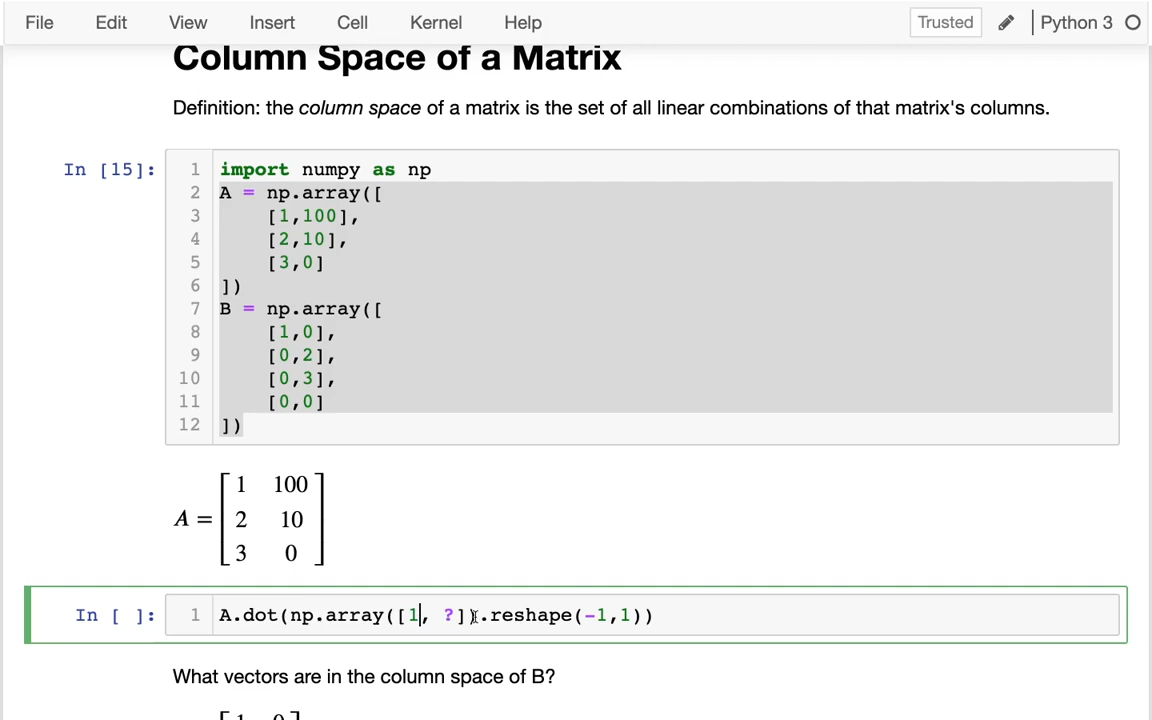 File Edit View Insert Cell Kernel Help Trusted Python 3
Column Space of a Matrix
Definition: the column space of a matrix is the set of all linear combinations of that matrix's columns.
In [15]: 1 import numpy as np
2 A = np.array([
3 [1,100],
4 [2,10],
5 [3,0]
6 ])
7 B = np.array([
8 [1,0],
9 [0,2],
10 [0,3],
11 [0,0]
12 ])
1 100
A = 2 10
3 0
In [ ]: 1 A.dot(np.array([1, ?]).reshape(-1,1))
What vectors are in the column space of B?
1 0